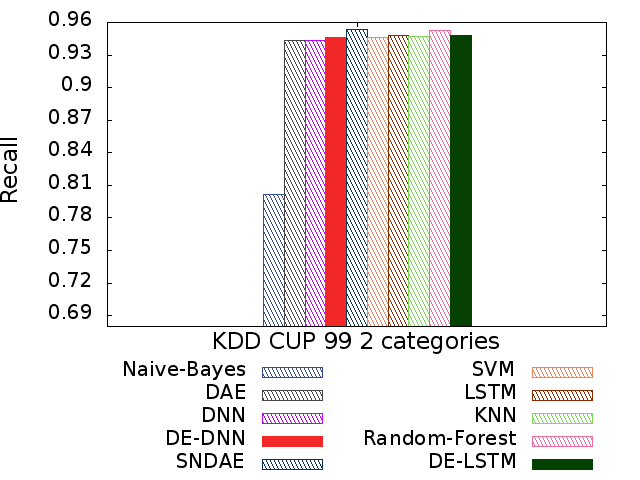 0.96
0.93
0.9
0.87
0.84
0.81
0.78
0.75
0.72
0.69
Recall
KDD CUP 99 2 categories
Naive-Bayes
DAE
DNN
DE-DNN
SNDAE
SVM
LSTM
KNN
Random-Forest
DE-LSTM